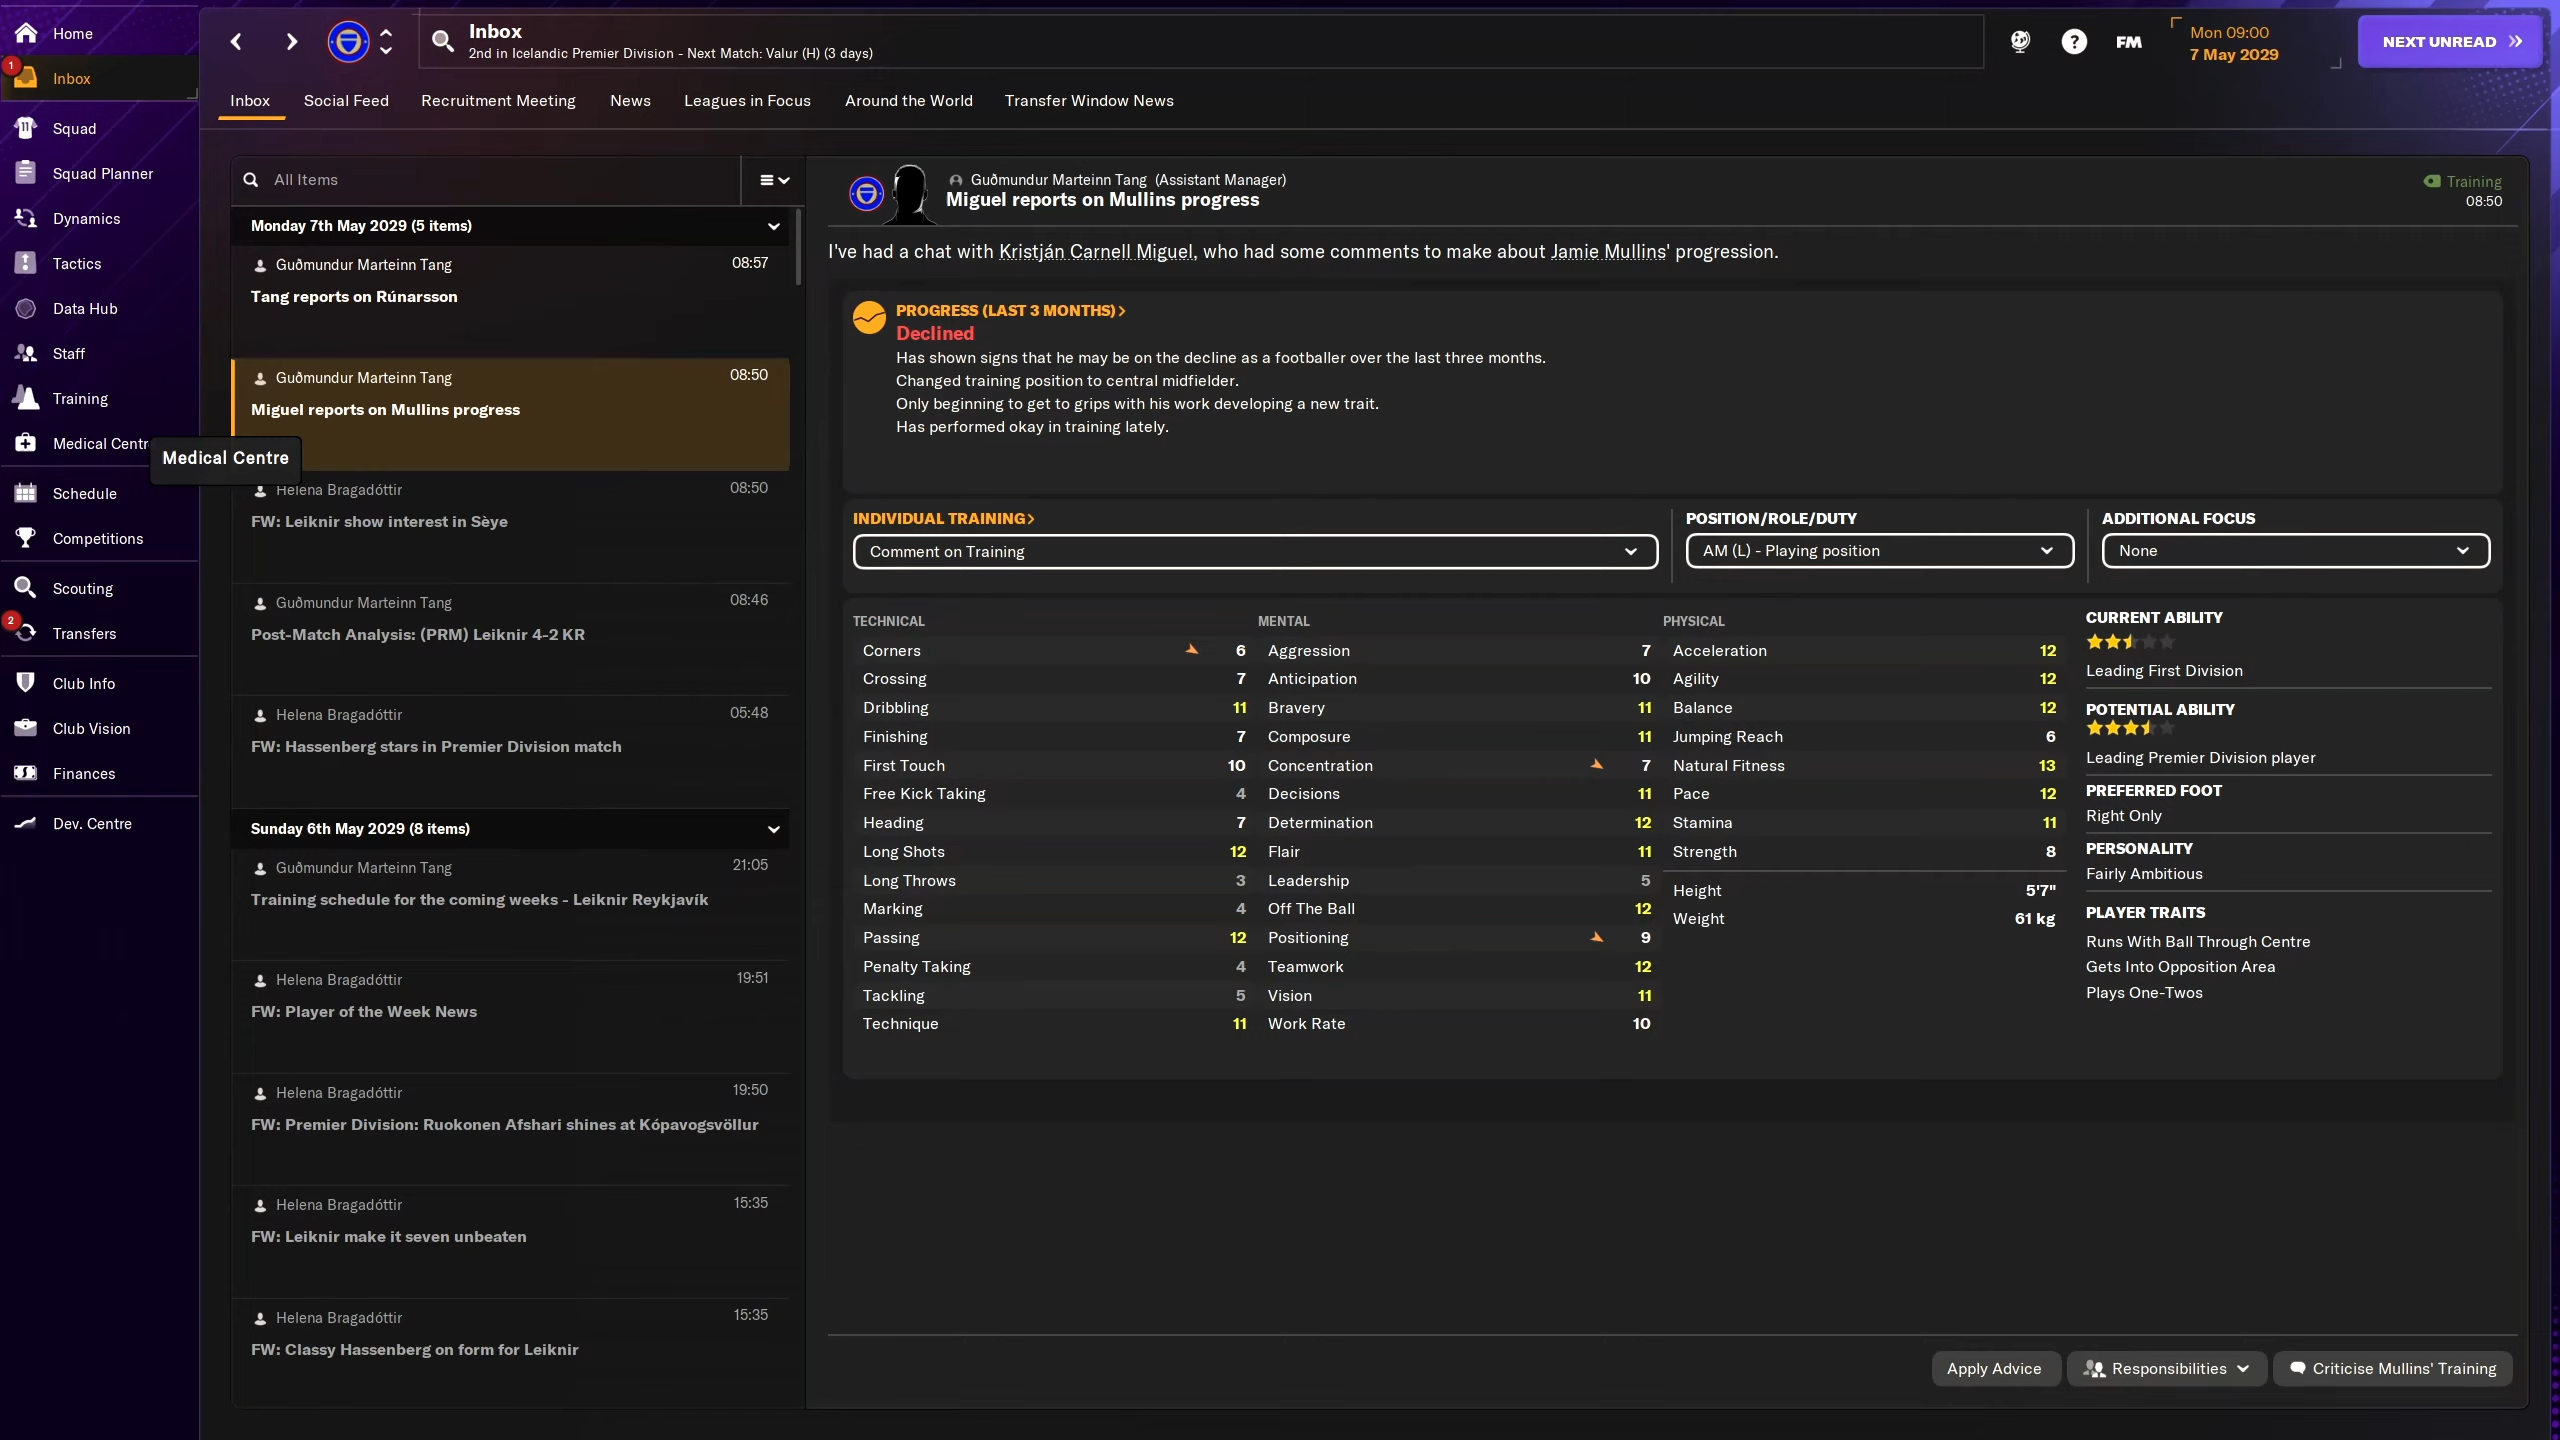 Home
1
Inbox
Squad
Squad Planner
Dynamics
Tactics
Data Hub
Staff
Training
Medical Centr
Medical Centre
Schedule
Competitions
Scouting
2
Transfers
Club Info
Club Vision
Finances
Dev. Centre
Inbox
2nd in Icelandic Premier Division - Next Match: Valur (H) (3 days)
?
FM
Mon 09:00
7 May 2029
NEXT UNREAD
Inbox Social Feed Recruitment Meeting News Leagues in Focus Around the World Transfer Window News
All Items
Monday 7th May 2029 (5 items)
Guðmundur Marteinn Tang 08:57
Tang reports on Rúnarsson
Guðmundur Marteinn Tang 08:50
Miguel reports on Mullins progress
Helena Bragadóttir 08:50
FW: Leiknir show interest in Sèye
Guðmundur Marteinn Tang 08:46
Post-Match Analysis: (PRM) Leiknir 4-2 KR
Helena Bragadóttir 05:48
FW: Hassenberg stars in Premier Division match
Sunday 6th May 2029 (8 items)
Guðmundur Marteinn Tang 21:05
Training schedule for the coming weeks - Leiknir Reykjavík
Helena Bragadóttir 19:51
FW: Player of the Week News
Helena Bragadóttir 19:50
FW: Premier Division: Ruokonen Afshari shines at Kópavogsvöllur
Helena Bragadóttir 15:35
FW: Leiknir make it seven unbeaten
Helena Bragadóttir 15:35
FW: Classy Hassenberg on form for Leiknir
Guðmundur Marteinn Tang (Assistant Manager)
Miguel reports on Mullins progress
Training
08:50
I've had a chat with Kristján Carnell Miguel, who had some comments to make about Jamie Mullins' progression.
PROGRESS (LAST 3 MONTHS)>
Declined
Has shown signs that he may be on the decline as a footballer over the last three months.
Changed training position to central midfielder.
Only beginning to get to grips with his work developing a new trait.
Has performed okay in training lately.
INDIVIDUAL TRAINING>
Comment on Training
POSITION/ROLE/DUTY
AM (L) - Playing position
ADDITIONAL FOCUS
None
TECHNICAL
Corners 6
Crossing 7
Dribbling 11
Finishing 7
First Touch 10
Free Kick Taking 4
Heading 7
Long Shots 12
Long Throws 3
Marking 4
Passing 12
Penalty Taking 4
Tackling 5
Technique 11
MENTAL
Aggression 7
Anticipation 10
Bravery 11
Composure 11
Concentration 7
Decisions 11
Determination 12
Flair 11
Leadership 5
Off The Ball 12
Positioning 9
Teamwork 12
Vision 11
Work Rate 10
PHYSICAL
Acceleration 12
Agility 12
Balance 12
Jumping Reach 6
Natural Fitness 13
Pace 12
Stamina 11
Strength 8
Height 5'7"
Weight 61 kg
CURRENT ABILITY
Leading First Division
POTENTIAL ABILITY
Leading Premier Division player
PREFERRED FOOT
Right Only
PERSONALITY
Fairly Ambitious
PLAYER TRAITS
Runs With Ball Through Centre
Gets Into Opposition Area
Plays One-Twos
Apply Advice
Responsibilities
Criticise Mullins' Training